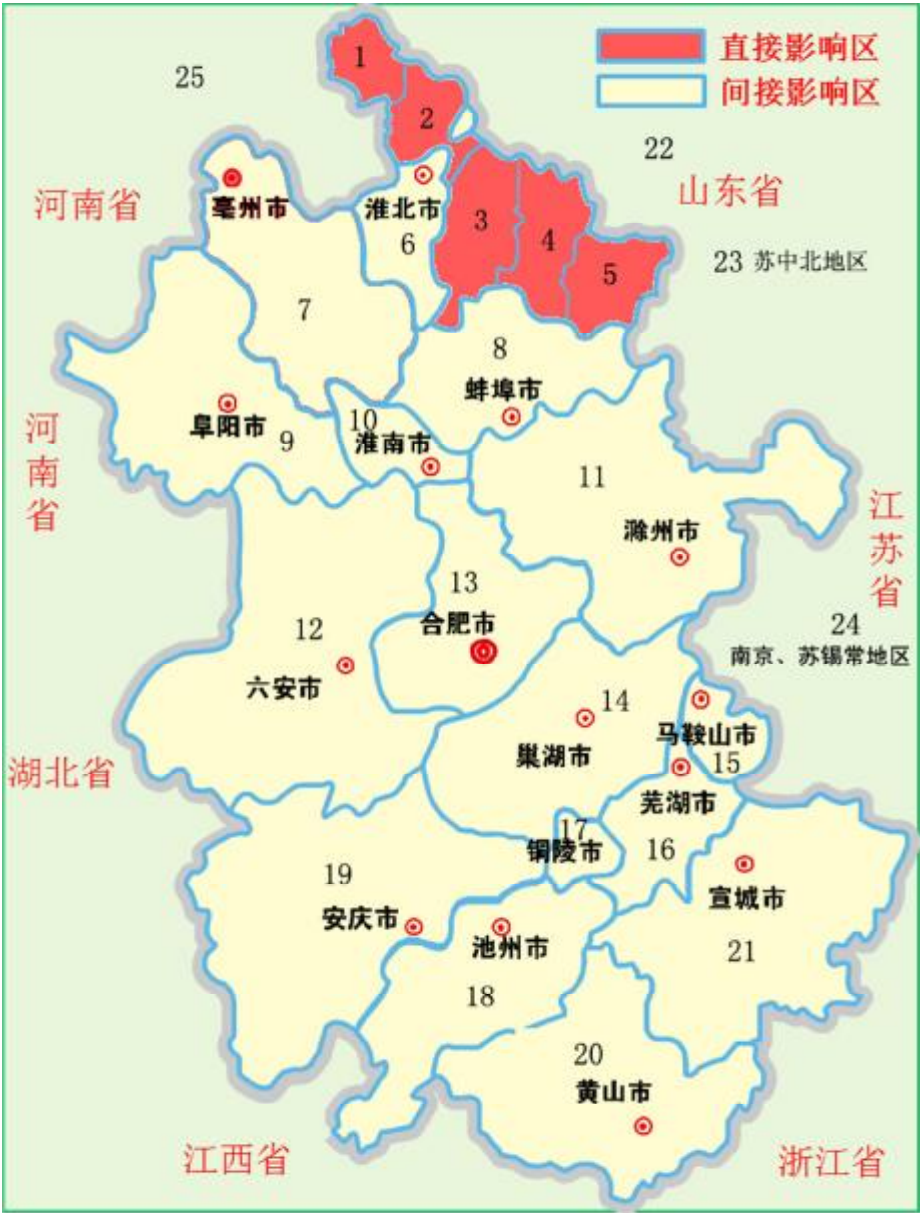 直接影响区
间接影响区
1
25
2
22
山东省
河南省
亳州市
淮北市
3
4
6
23 苏中北地区
5
7
8
蚌埠市
阜阳市
9
10
淮南市
河南省
11
滁州市
江苏省
13
合肥市
12
六安市
24
南京、苏锡常地区
14
巢湖市
马鞍山市
15
湖北省
芜湖市
17
铜陵市
16
19
安庆市
宣城市
池州市
21
18
20
黄山市
江西省
浙江省